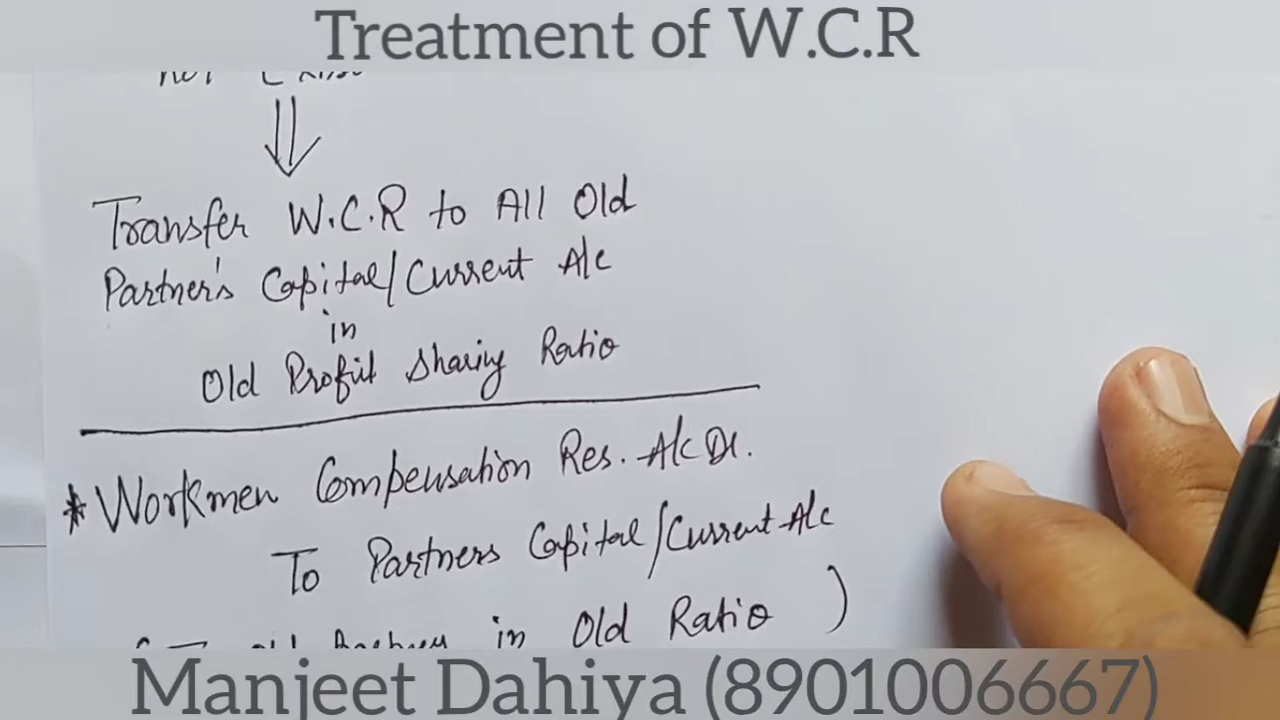 Treatment of W.C.R
Transfer W.C.R to All Old
Partner's Capital/Current A/c
in
Old Profit Sharing Ratio
* Workmen Compensation Res. A/c Dr.
To Partners Capital/Current A/c
in Old Ratio )
Manjeet Dahiya (8901006667)